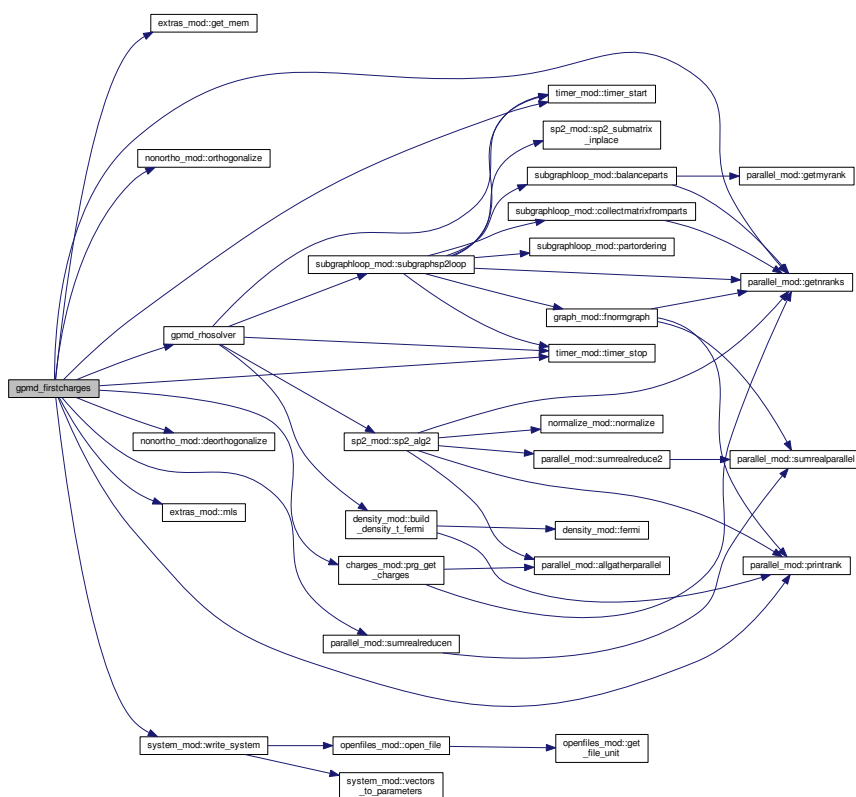 extras_mod::get_mem
timer_mod::timer_start
sp2_mod::sp2_submatrix
_inplace
nonortho_mod::orthogonalize
subgraphloop_mod::balanceparts
parallel_mod::getmyrank
subgraphloop_mod::collectmatrixfromparts
subgraphloop_mod::partordering
subgraphloop_mod::subgraphsp2loop
parallel_mod::getnranks
graph_mod::fnormgraph
gpmd_rhosolver
timer_mod::timer_stop
gpmd_firstcharges
normalize_mod::normalize
nonortho_mod::deorthogonalize
sp2_mod::sp2_alg2
parallel_mod::sumrealreduce2
parallel_mod::sumrealparallel
extras_mod::mls
density_mod::build
_density_t_fermi
density_mod::fermi
charges_mod::prg_get
_charges
parallel_mod::allgatherparallel
parallel_mod::printrank
parallel_mod::sumrealreducen
system_mod::write_system
openfiles_mod::open_file
openfiles_mod::get
_file_unit
system_mod::vectors
_to_parameters